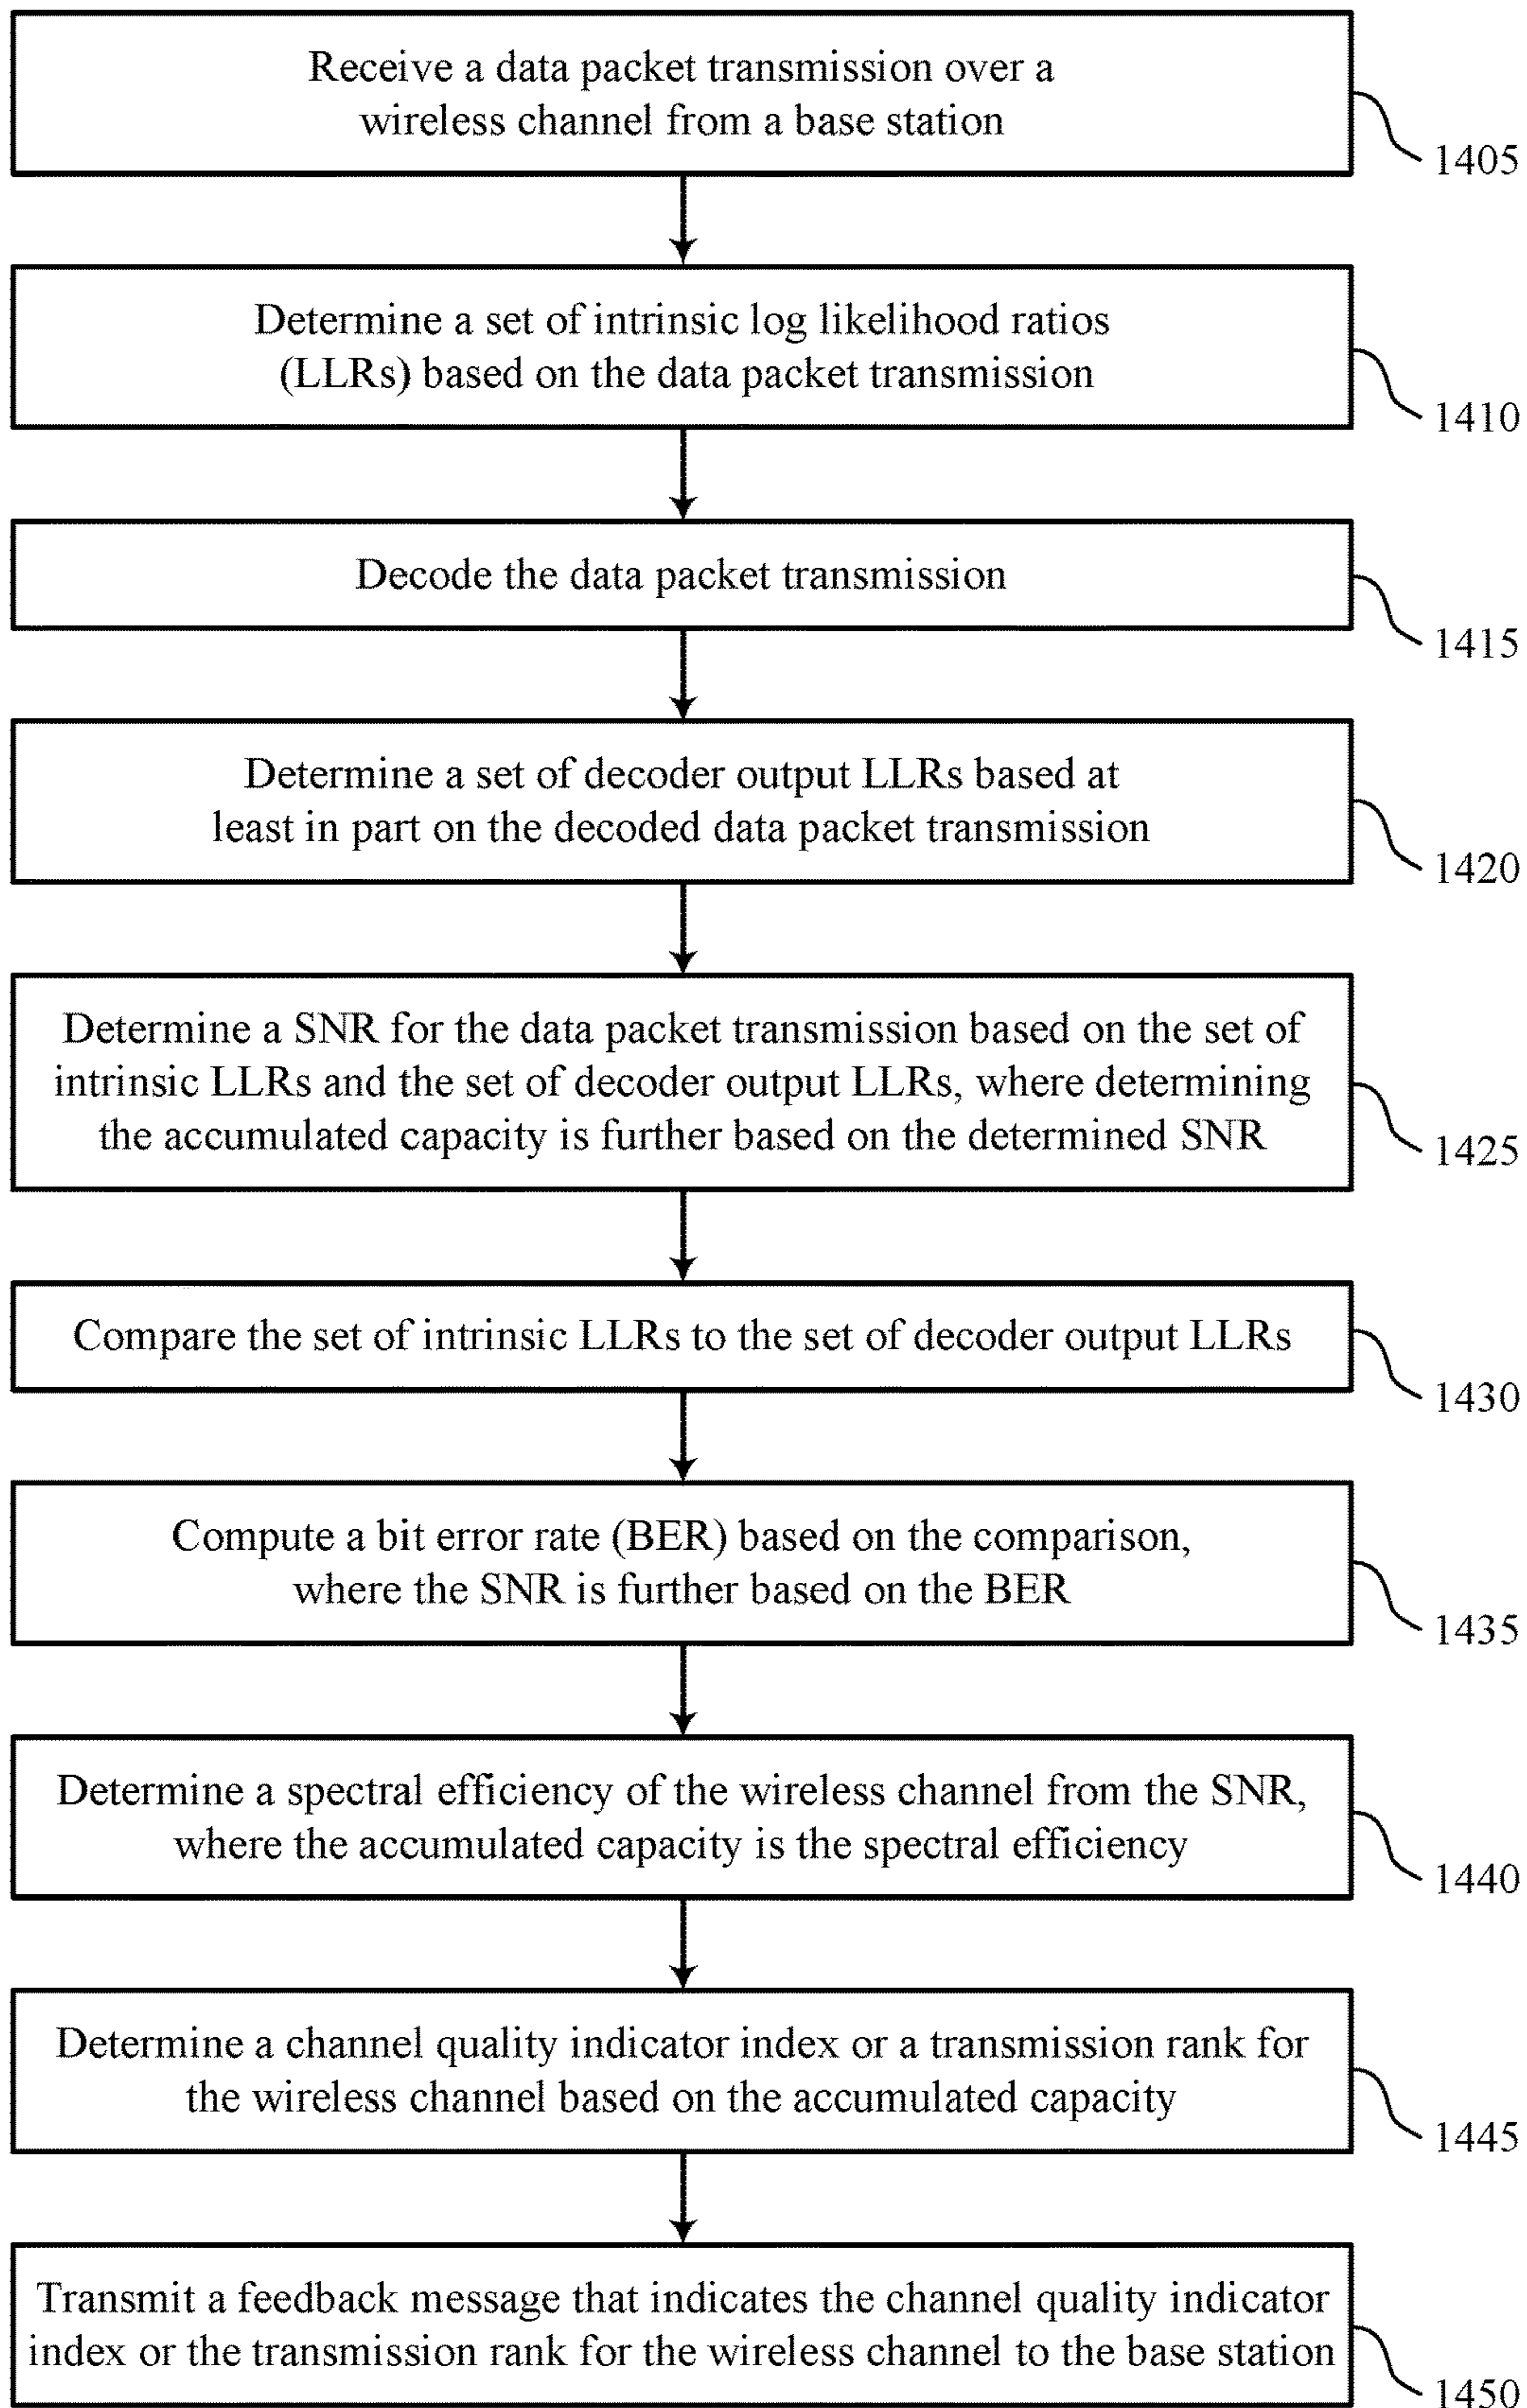 Receive a data packet transmission over a
wireless channel from a base station
1405
Determine a set of intrinsic log likelihood ratios
(LLRs) based on the data packet transmission
1410
Decode the data packet transmission
1415
Determine a set of decoder output LLRs based at
least in part on the decoded data packet transmission
1420
Determine a SNR for the data packet transmission based on the set of
intrinsic LLRs and the set of decoder output LLRs, where determining
the accumulated capacity is further based on the determined SNR
1425
Compare the set of intrinsic LLRs to the set of decoder output LLRs
1430
Compute a bit error rate (BER) based on the comparison,
where the SNR is further based on the BER
1435
Determine a spectral efficiency of the wireless channel from the SNR,
where the accumulated capacity is the spectral efficiency
1440
Determine a channel quality indicator index or a transmission rank for
the wireless channel based on the accumulated capacity
1445
Transmit a feedback message that indicates the channel quality indicator
index or the transmission rank for the wireless channel to the base station
1450